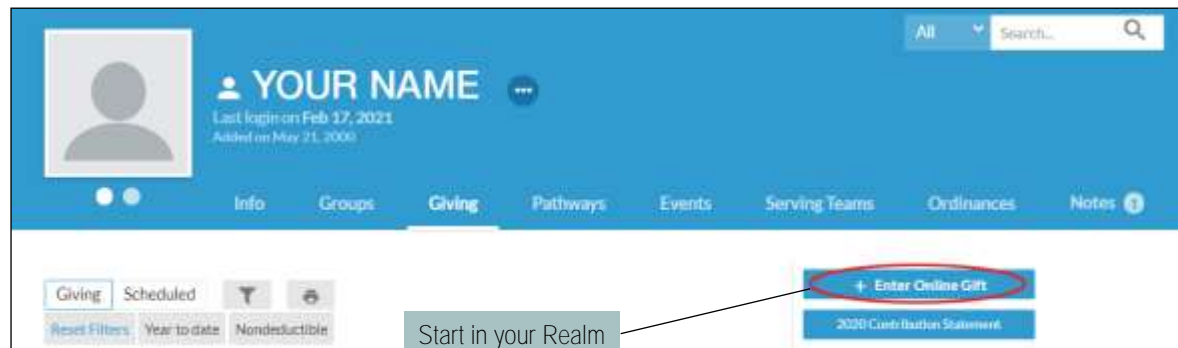 All Search...
YOUR NAME
Last login on Feb 17, 2021
Added on May 21, 2000
Info Groups Giving Pathways Events Serving Teams Ordinances Notes 1
Giving Scheduled
+ Enter Online Gift
Reset Filters Year to date Nondeductible
2020 Contribution Statement
Start in your Realm